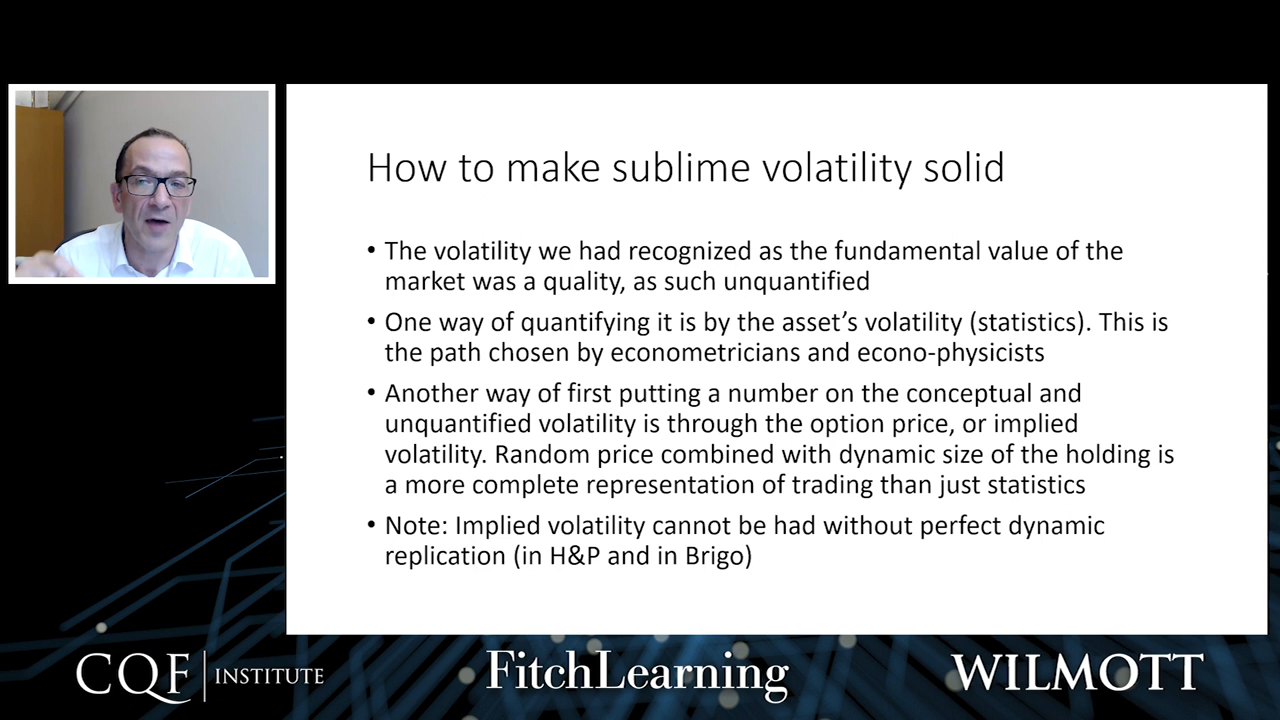 How to make sublime volatility solid
• The volatility we had recognized as the fundamental value of the
market was a quality, as such unquantified
• One way of quantifying it is by the asset’s volatility (statistics). This is
the path chosen by econometricians and econo-physicists
• Another way of first putting a number on the conceptual and
unquantified volatility is through the option price, or implied
volatility. Random price combined with dynamic size of the holding is
a more complete representation of trading than just statistics
• Note: Implied volatility cannot be had without perfect dynamic
replication (in H&P and in Brigo)
CQF INSTITUTE
FitchLearning
WILMOTT